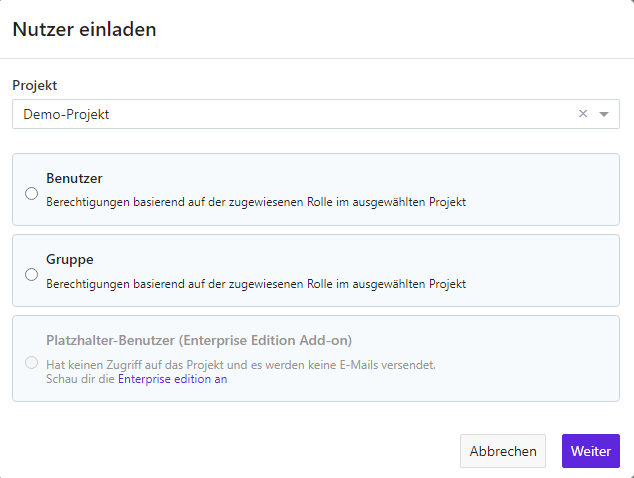 Nutzer einladen
Projekt
Demo-Projekt
Benutzer
Berechtigungen basierend auf der zugewiesenen Rolle im ausgewählten Projekt
Gruppe
Berechtigungen basierend auf der zugewiesenen Rolle im ausgewählten Projekt
Platzhalter-Benutzer (Enterprise Edition Add-on)
Hat keinen Zugriff auf das Projekt und es werden keine E-Mails versendet.
Schau dir die Enterprise edition an
Abbrechen
Weiter